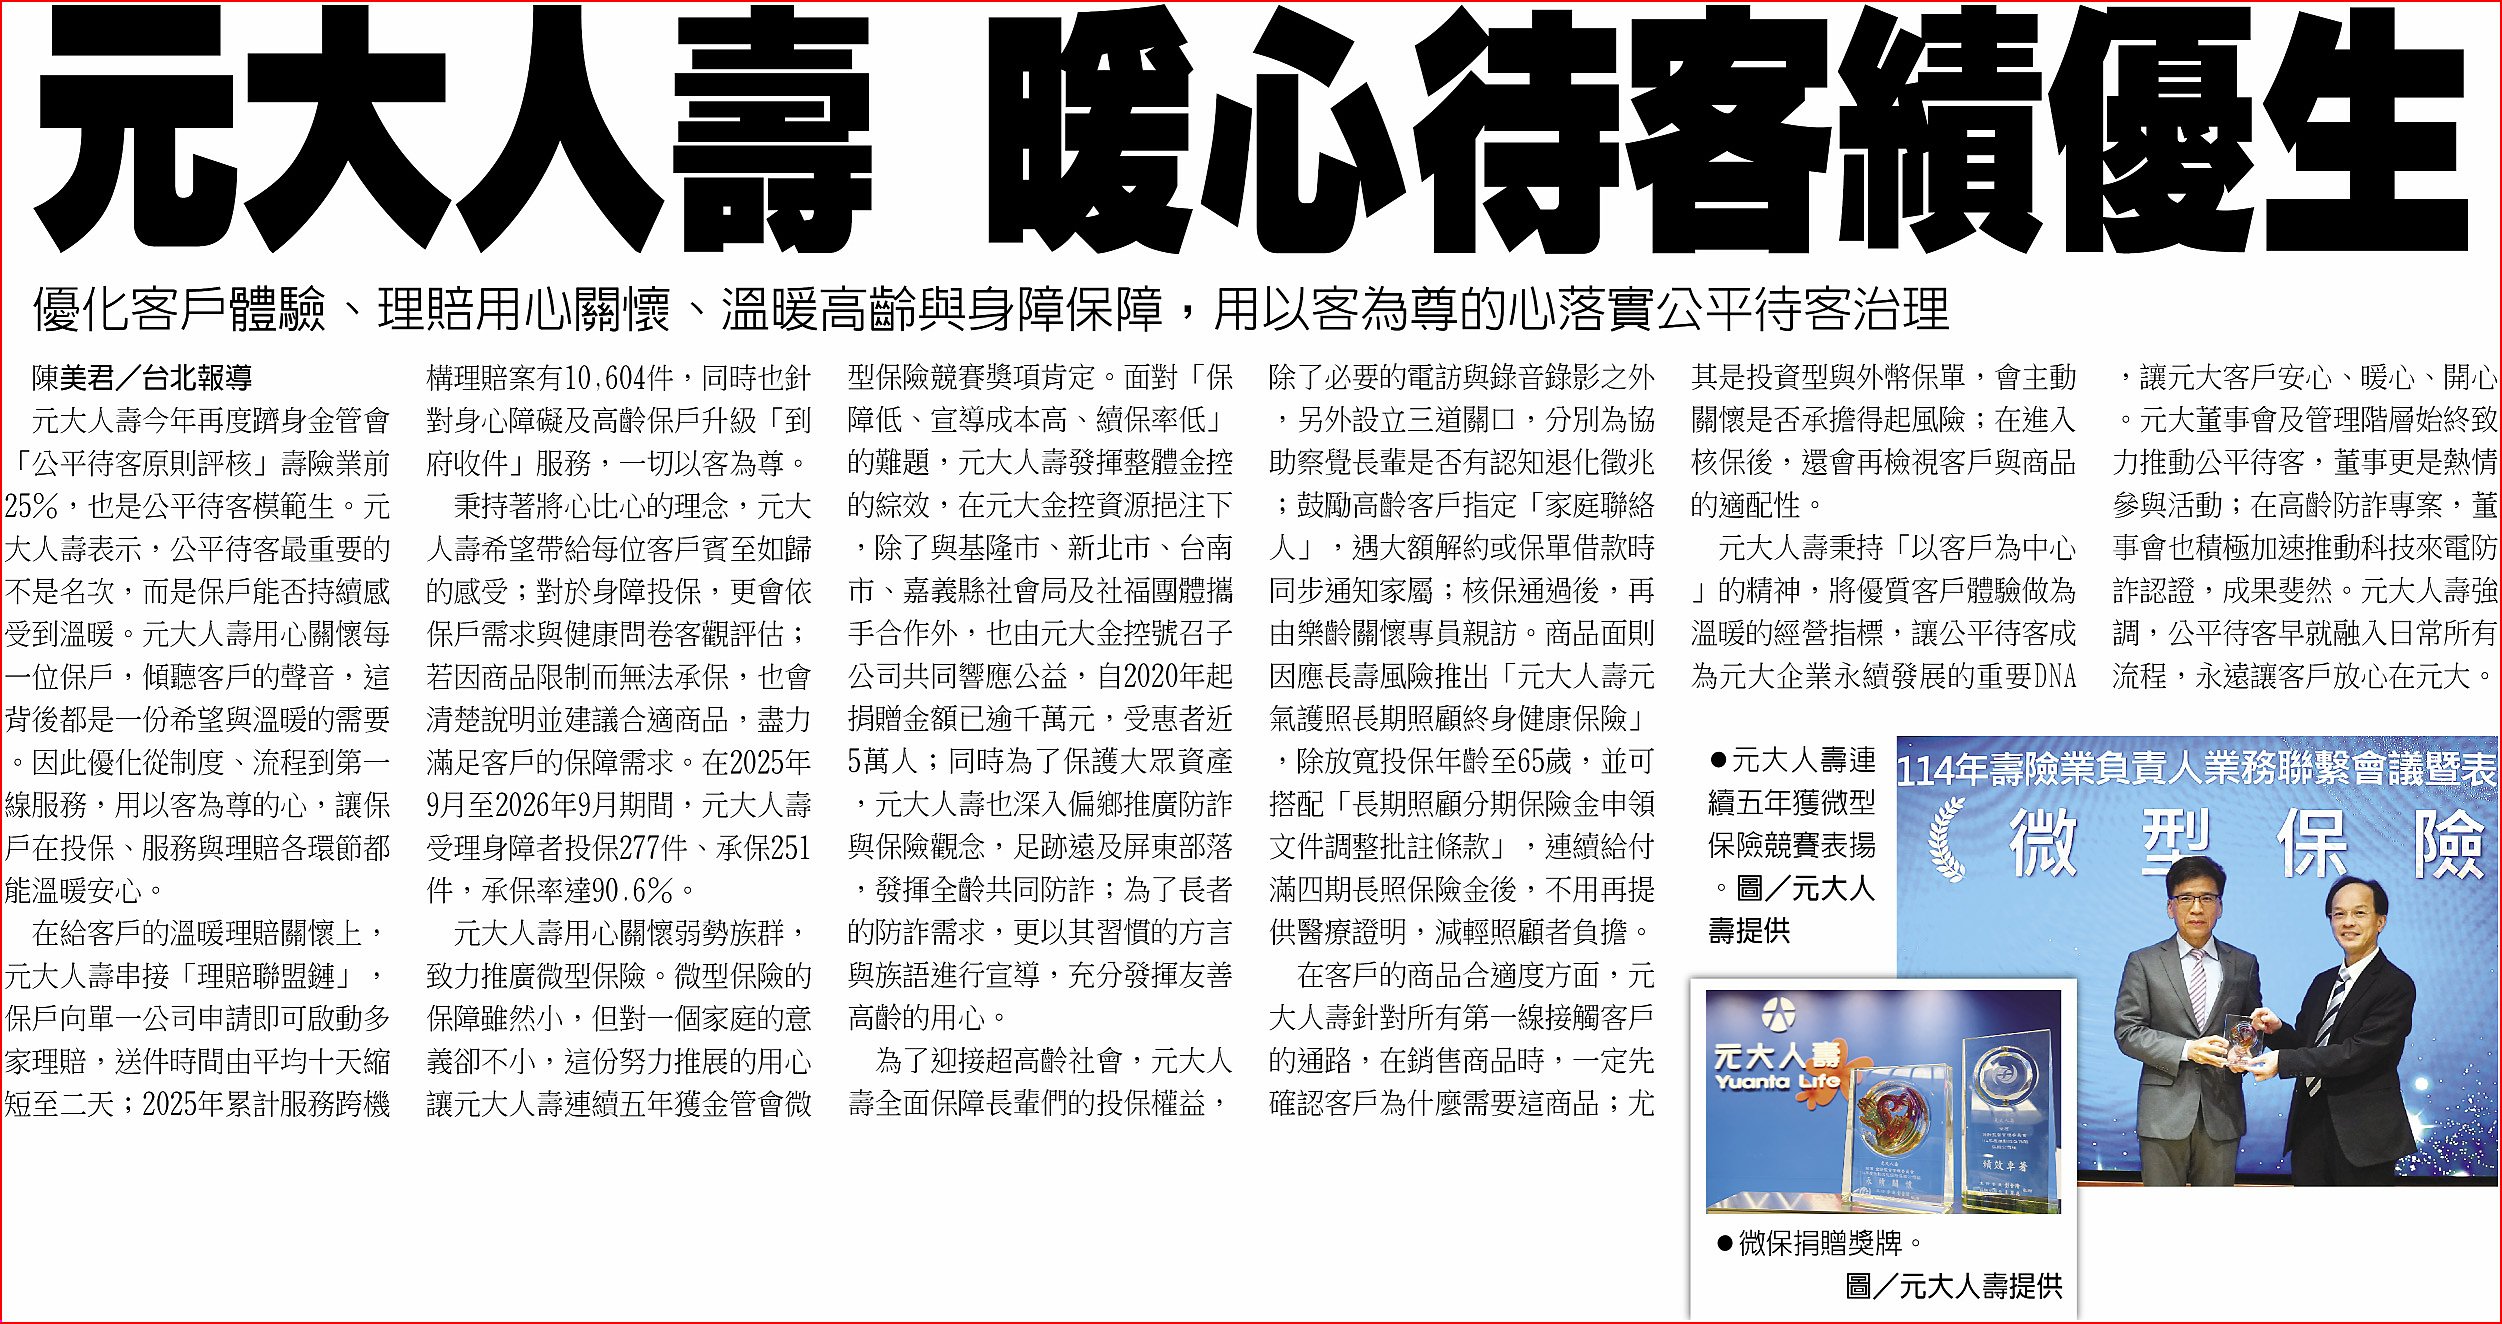 元大人壽 暖心待客績優生
優化客戶體驗、理賠用心關懷、溫暖高齡與身障保障，用以客為尊的心落實公平待客治理
陳美君／台北報導
元大人壽今年再度躋身金管會
「公平待客原則評核」壽險業前
25%，也是公平待客模範生。元
大人壽表示，公平待客最重要的
不是名次，而是保戶能否持續感
受到溫暖。元大人壽用心關懷每
一位保戶，傾聽客戶的聲音，這
背後都是一份希望與溫暖的需要
。因此優化從制度、流程到第一
線服務，用以客為尊的心，讓保
戶在投保、服務與理賠各環節都
能溫暖安心。
在給客戶的溫暖理賠關懷上，
元大人壽串接「理賠聯盟鏈」，
保戶向單一公司申請即可啟動多
家理賠，送件時間由平均十天縮
短至二天；2025年累計服務跨機
構理賠案有10,604件，同時也針
對身心障礙及高齡保戶升級「到
府收件」服務，一切以客為尊。
秉持著將心比心的理念，元大
人壽希望帶給每位客戶賓至如歸
的感受；對於身障投保，更會依
保戶需求與健康問卷客觀評估；
若因商品限制而無法承保，也會
清楚說明並建議合適商品，盡力
滿足客戶的保障需求。在2025年
9月至2026年9月期間，元大人壽
受理身障者投保277件、承保251
件，承保率達90.6%。
元大人壽用心關懷弱勢族群，
致力推廣微型保險。微型保險的
保障雖然小，但對一個家庭的意
義卻不小，這份努力推展的用心
讓元大人壽連續五年獲金管會微
型保險競賽獎項肯定。面對「保
障低、宣導成本高、續保率低」
的難題，元大人壽發揮整體金控
的綜效，在元大金控資源挹注下
，除了與基隆市、新北市、台南
市、嘉義縣社會局及社福團體攜
手合作外，也由元大金控號召子
公司共同響應公益，自2020年起
捐贈金額已逾千萬元，受惠者近
5萬人；同時為了保護大眾資產
，元大人壽也深入偏鄉推廣防詐
與保險觀念，足跡遠及屏東部落
，發揮全齡共同防詐；為了長者
的防詐需求，更以其習慣的方言
與族語進行宣導，充分發揮友善
高齡的用心。
為了迎接超高齡社會，元大人
壽全面保障長輩們的投保權益，
除了必要的電訪與錄音錄影之外
，另外設立三道關口，分別為協
助察覺長輩是否有認知退化徵兆
；鼓勵高齡客戶指定「家庭聯絡
人」，遇大額解約或保單借款時
同步通知家屬；核保通過後，再
由樂齡關懷專員親訪。商品面則
因應長壽風險推出「元大人壽元
氣護照長期照顧終身健康保險」
，除放寬投保年齡至65歲，並可
搭配「長期照顧分期保險金申領
文件調整批註條款」，連續給付
滿四期長照保險金後，不用再提
供醫療證明，減輕照顧者負擔。
在客戶的商品合適度方面，元
大人壽針對所有第一線接觸客戶
的通路，在銷售商品時，一定先
確認客戶為什麼需要這商品；尤
其是投資型與外幣保單，會主動
關懷是否承擔得起風險；在進入
核保後，還會再檢視客戶與商品
的適配性。
元大人壽秉持「以客戶為中心
」的精神，將優質客戶體驗做為
溫暖的經營指標，讓公平待客成
為元大企業永續發展的重要DNA
，讓元大客戶安心、暖心、開心
。元大董事會及管理階層始終致
力推動公平待客，董事更是熱情
參與活動；在高齡防詐專案，董
事會也積極加速推動科技來電防
詐認證，成果斐然。元大人壽強
調，公平待客早就融入日常所有
流程，永遠讓客戶放心在元大。
●元大人壽連
續五年獲微型
保險競賽表揚
。圖／元大人
壽提供
114年壽險業負責人業務聯繫會議暨表
微型保險
元大人壽
Yuanta Life
永續關懷
績效卓著
●微保捐贈獎牌。
圖／元大人壽提供